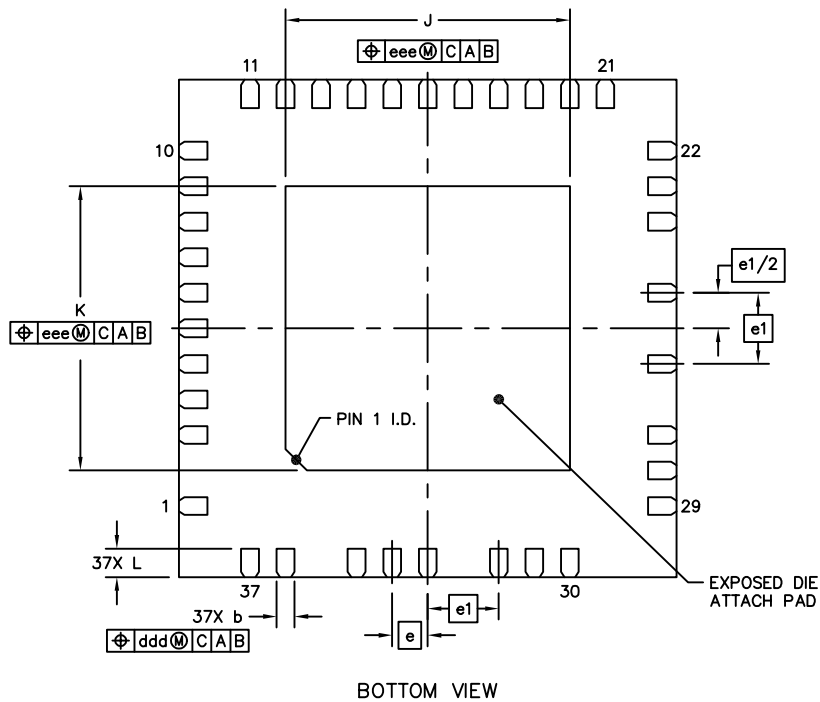 J
⌖ eee Ⓜ C A B
11
21
10
22
e1/2
K
⌖ eee Ⓜ C A B
e1
PIN 1 I.D.
1
29
37X L
37
30
EXPOSED DIE
ATTACH PAD
37X b
e1
⌖ ddd Ⓜ C A B
e
BOTTOM VIEW